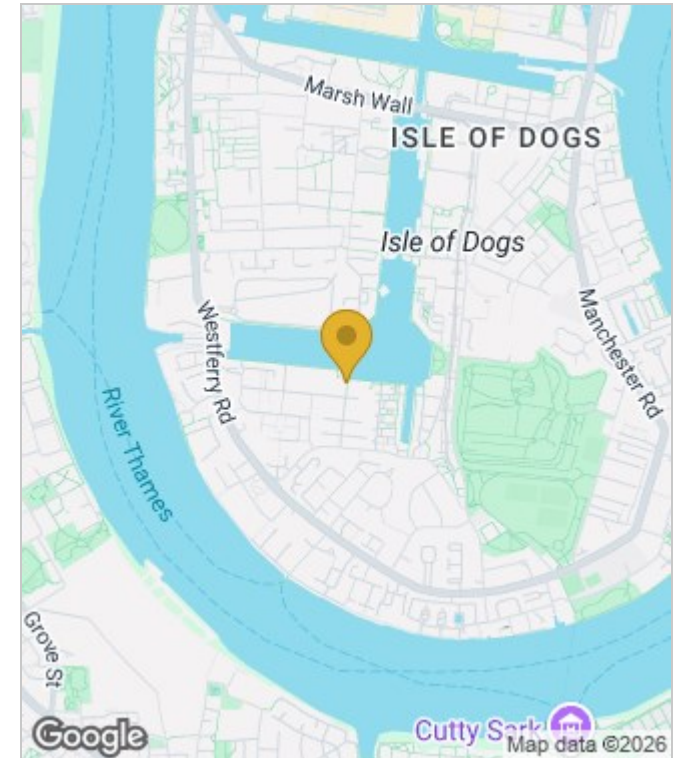 Marsh Wall
ISLE OF DOGS
Isle of Dogs
Manchester Rd
Westferry Rd
River Thames
Grove St
Cutty Sark
Google
Map data ©2026